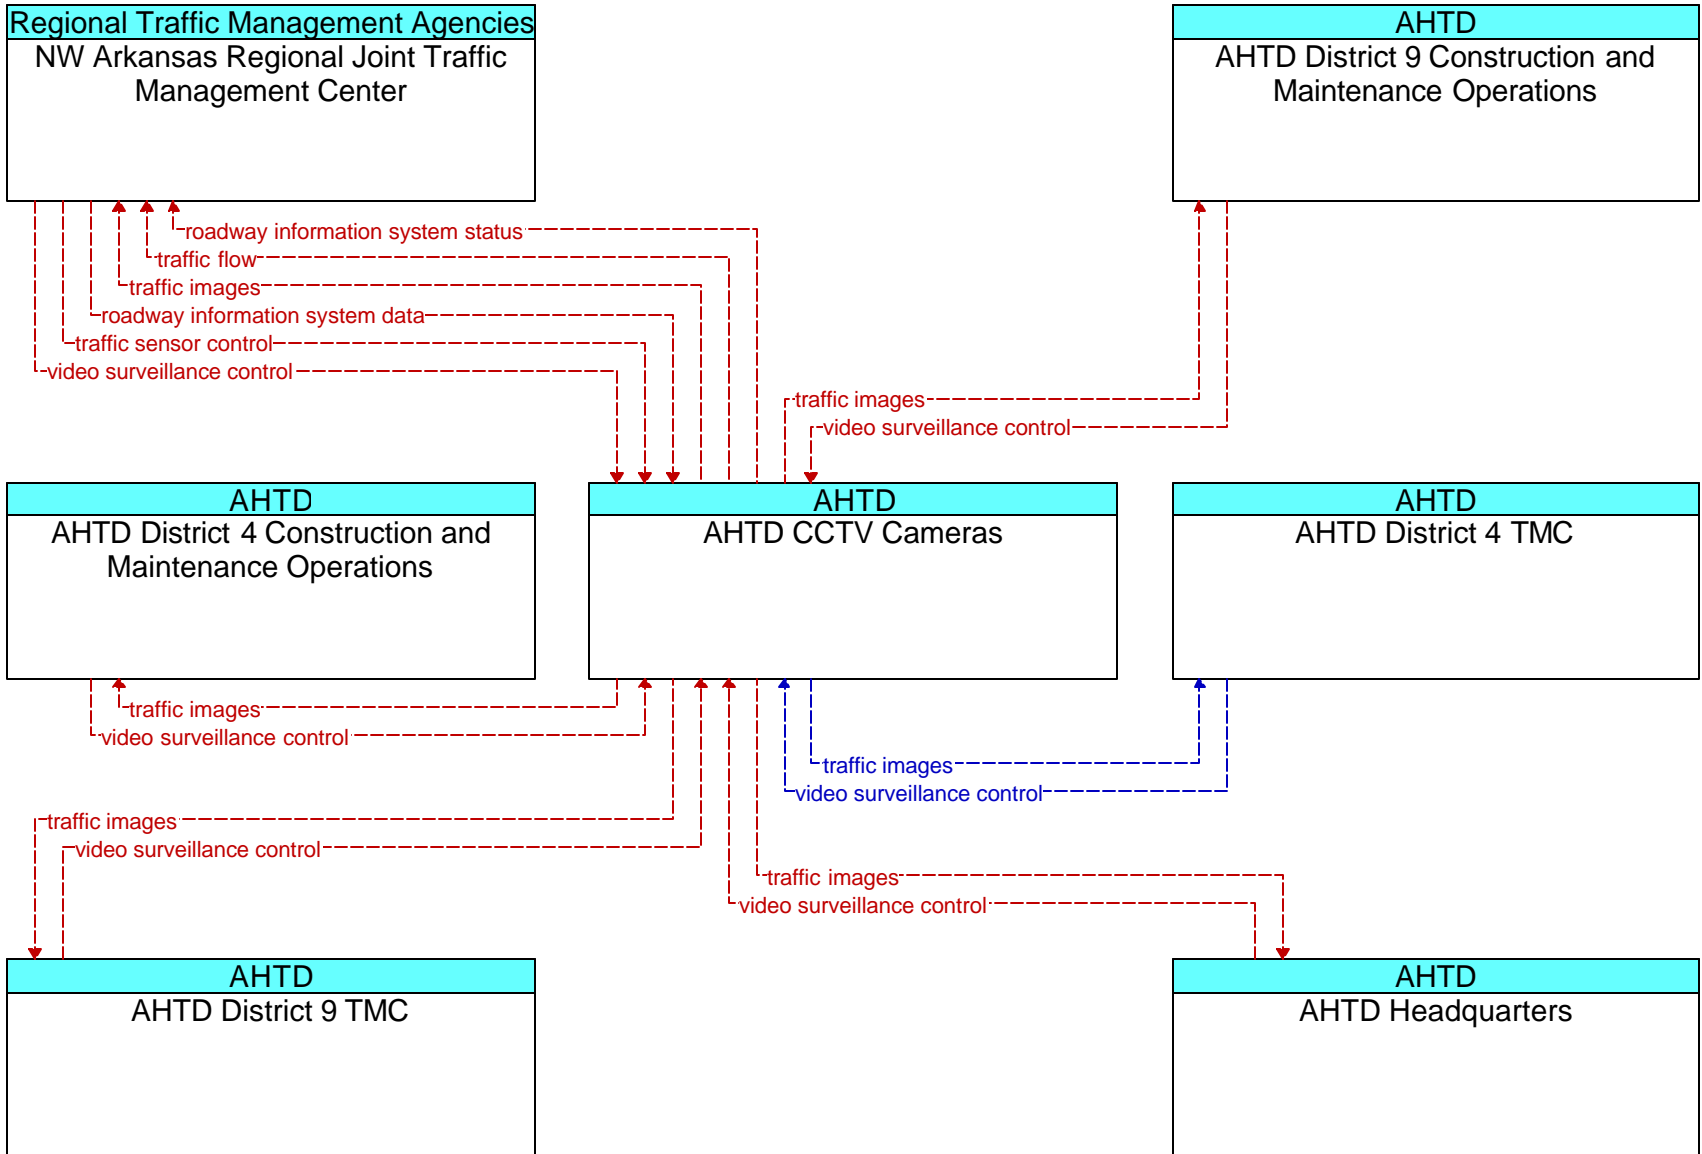 Regional Traffic Management Agencies
NW Arkansas Regional Joint Traffic
Management Center
AHTD
AHTD District 9 Construction and
Maintenance Operations
roadway information system status
traffic flow
traffic images
roadway information system data
traffic sensor control
video surveillance control
traffic images
video surveillance control
AHTD
AHTD District 4 Construction and
Maintenance Operations
AHTD
AHTD CCTV Cameras
AHTD
AHTD District 4 TMC
traffic images
video surveillance control
traffic images
video surveillance control
traffic images
video surveillance control
traffic images
video surveillance control
AHTD
AHTD District 9 TMC
AHTD
AHTD Headquarters